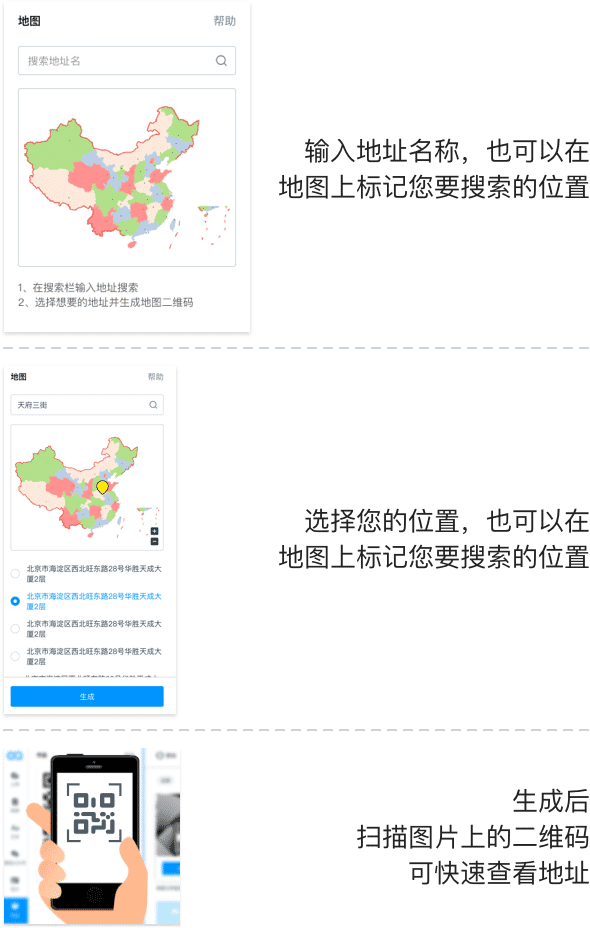 地图
帮助
搜索地址名
输入地址名称，也可以在
地图上标记您要搜索的位置
1、在搜索栏输入地址搜索
2、选择想要的地址并生成地图二维码
地图
帮助
天府三街
选择您的位置，也可以在
地图上标记您要搜索的位置
北京市海淀区西北旺东路28号华胜天成大
厦2层
北京市海淀区西北旺东路28号华胜天成大
厦2层
北京市海淀区西北旺东路28号华胜天成大
厦2层
北京市海淀区西北旺东路28号华胜天成大
厦2层
生成
生成后
扫描图片上的二维码
可快速查看地址